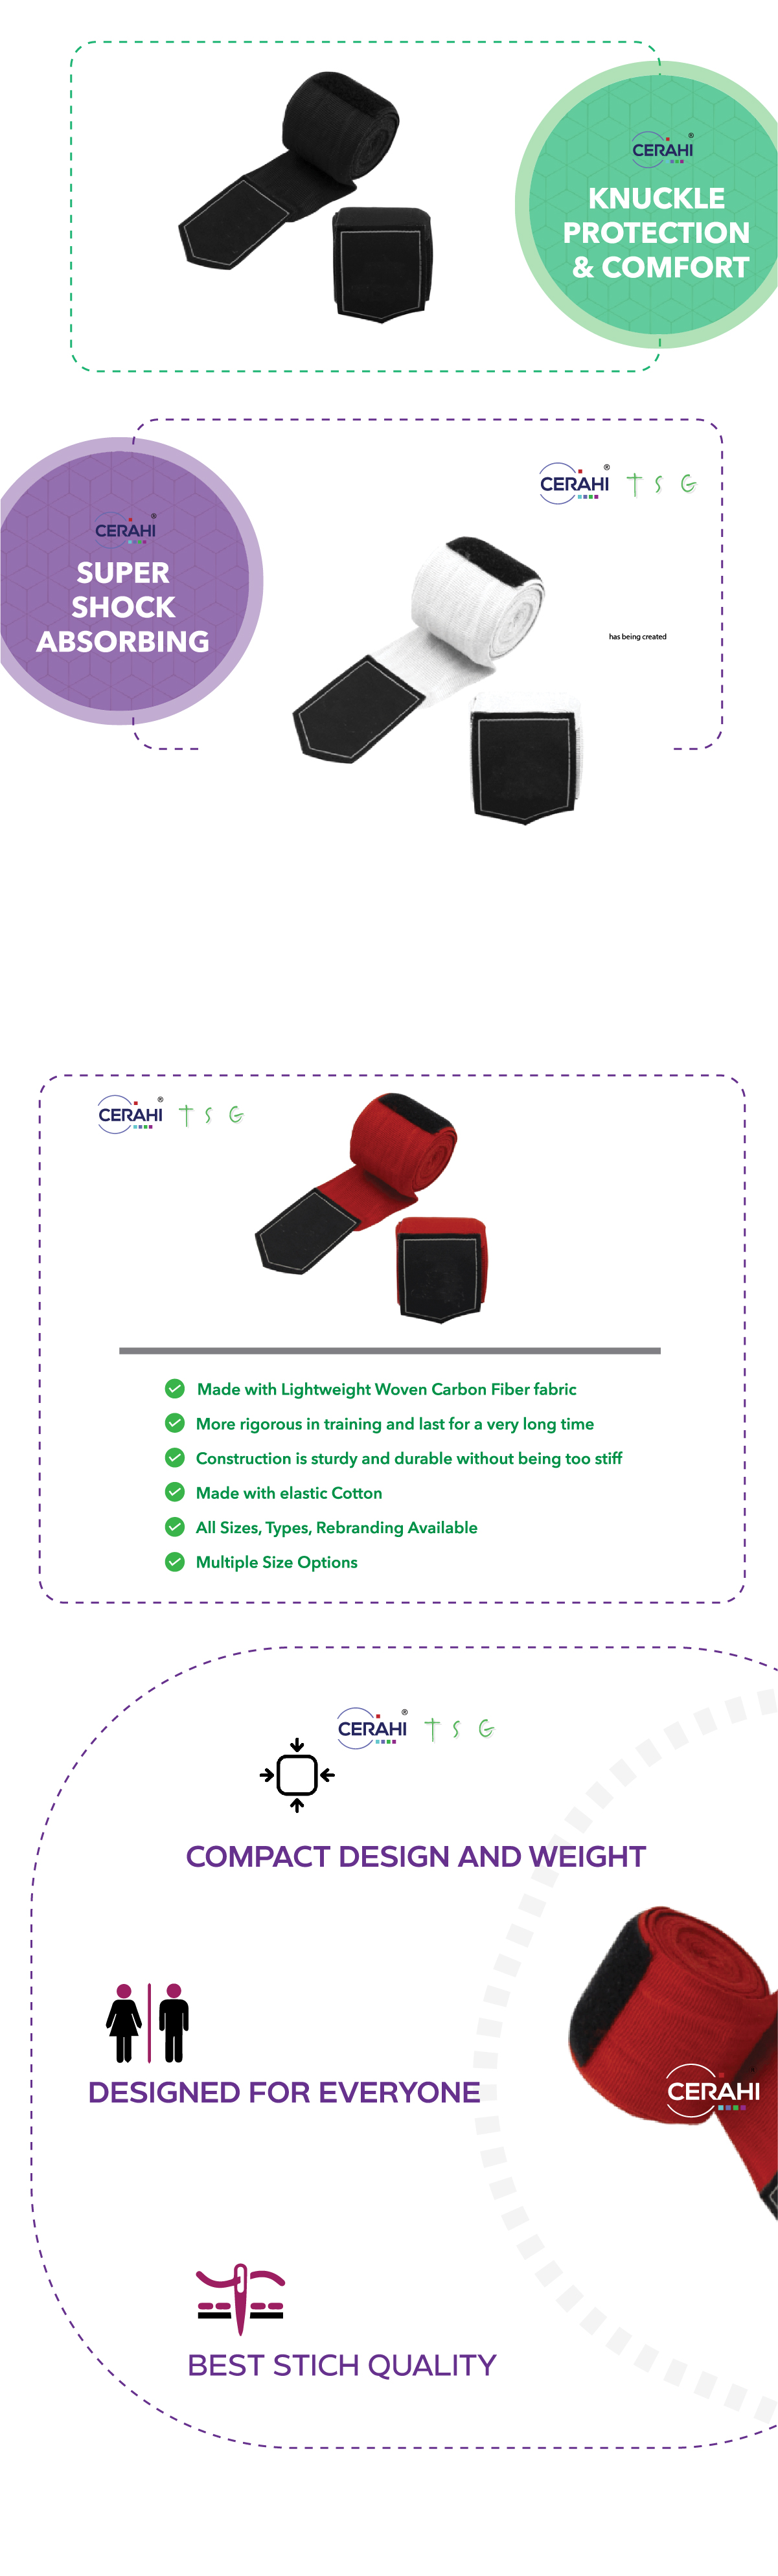 CERAHI®
KNUCKLE
PROTECTION
& COMFORT
CERAHI® TSG
CERAHI®
SUPER
SHOCK
ABSORBING
has being created
CERAHI® TSG
Made with Lightweight Woven Carbon Fiber fabric
More rigorous in training and last for a very long time
Construction is sturdy and durable without being too stiff
Made with elastic Cotton
All Sizes, Types, Rebranding Available
Multiple Size Options
CERAHI® TSG
COMPACT DESIGN AND WEIGHT
CERAHI
DESIGNED FOR EVERYONE
BEST STICH QUALITY